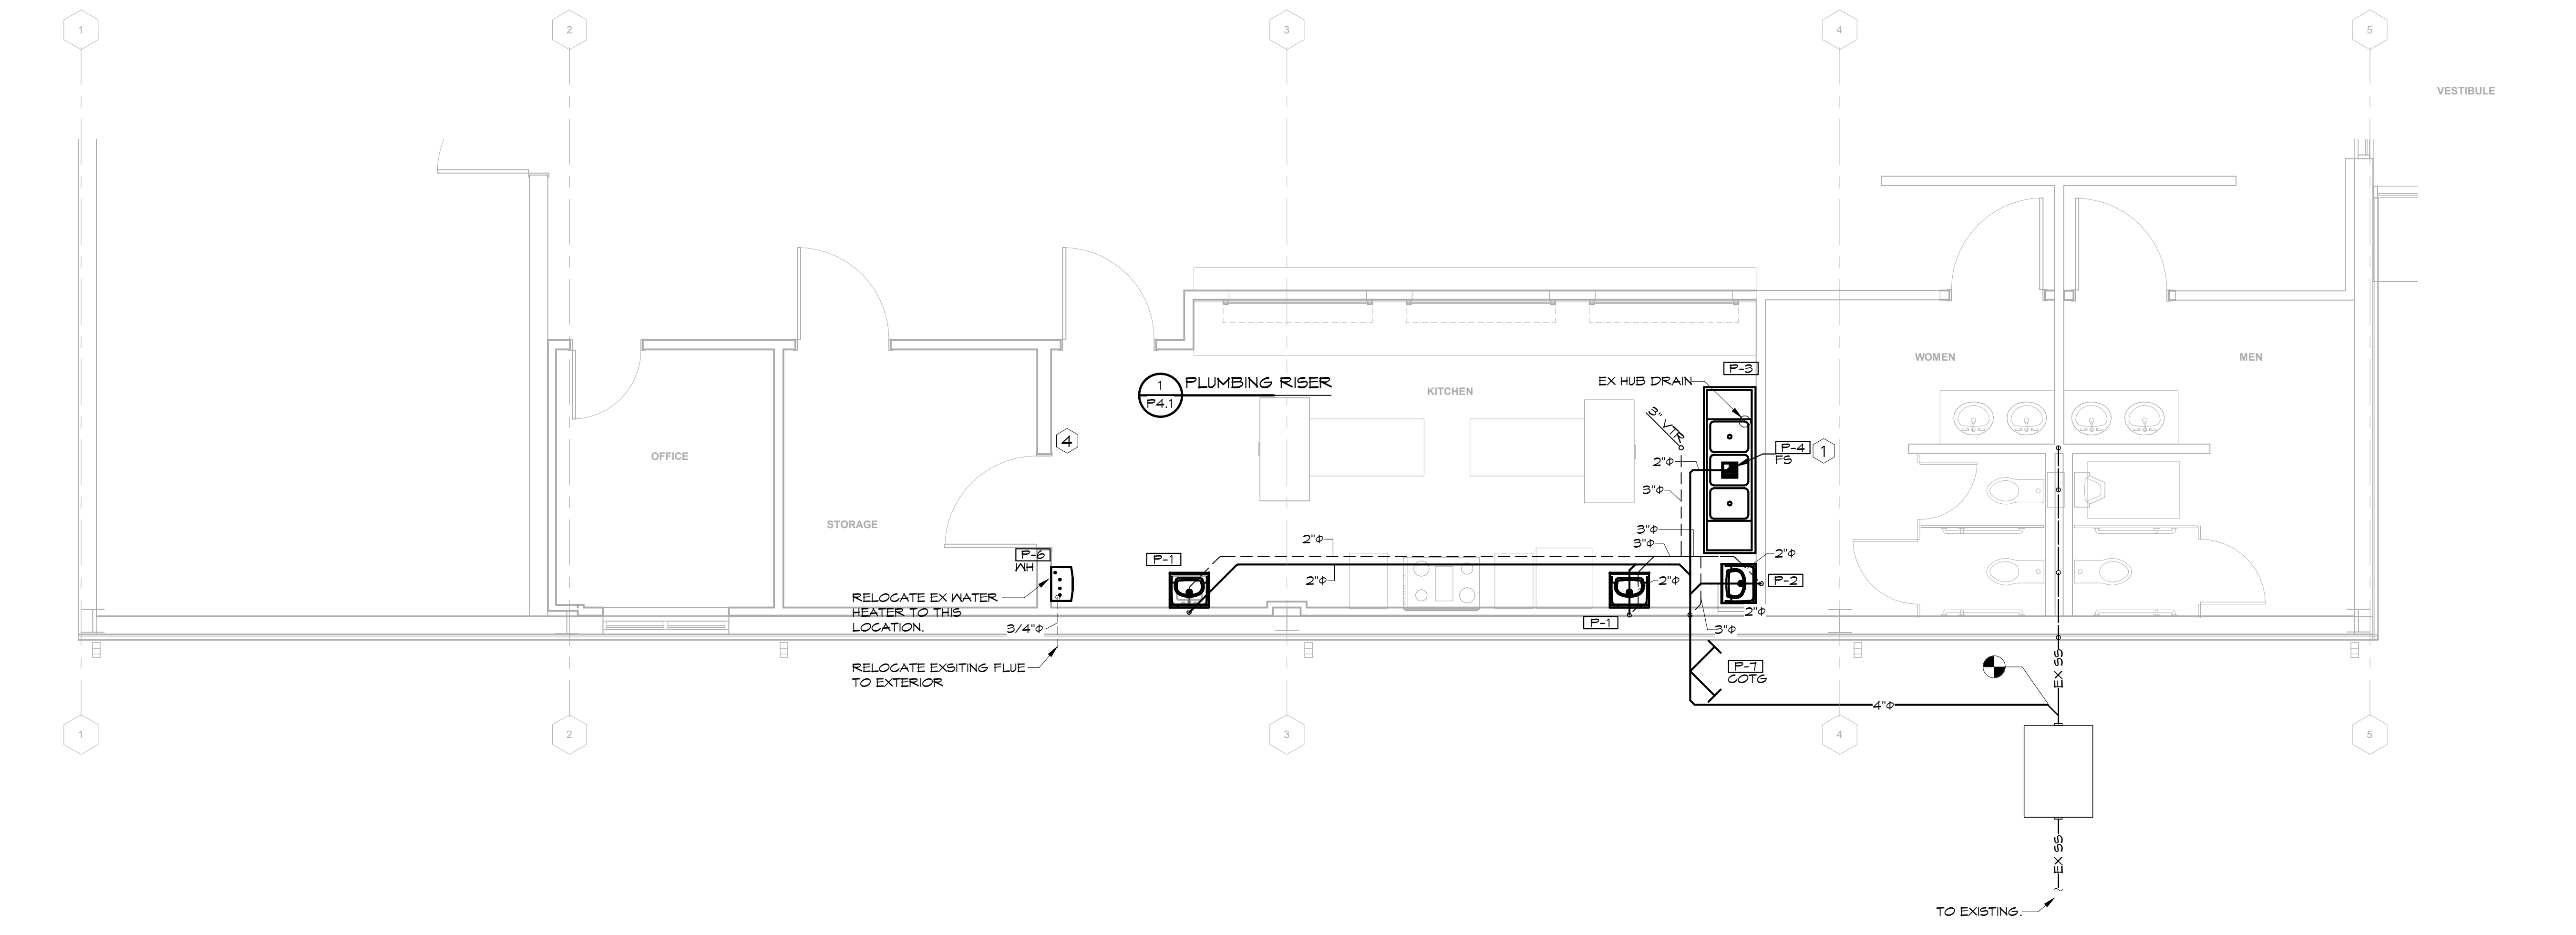 1
2
3
4
5
VESTIBULE
WOMEN
MEN
P-3
EX HUB DRAIN
1
P4.1
PLUMBING RISER
KITCHEN
3" VTR
4
P-4
FS
1
OFFICE
2"Φ
3"Φ
STORAGE
3"Φ
2"Φ
3"Φ
P-6
WH
P-1
2"Φ
2"Φ
2"Φ
P-2
RELOCATE EX WATER
HEATER TO THIS
LOCATION.
2"Φ
3/4"Φ
P-1
3"Φ
RELOCATE EXSITING FLUE
TO EXTERIOR
P-7
COTG
EX SS
4"Φ
1
2
3
4
5
EX SS
TO EXISTING.